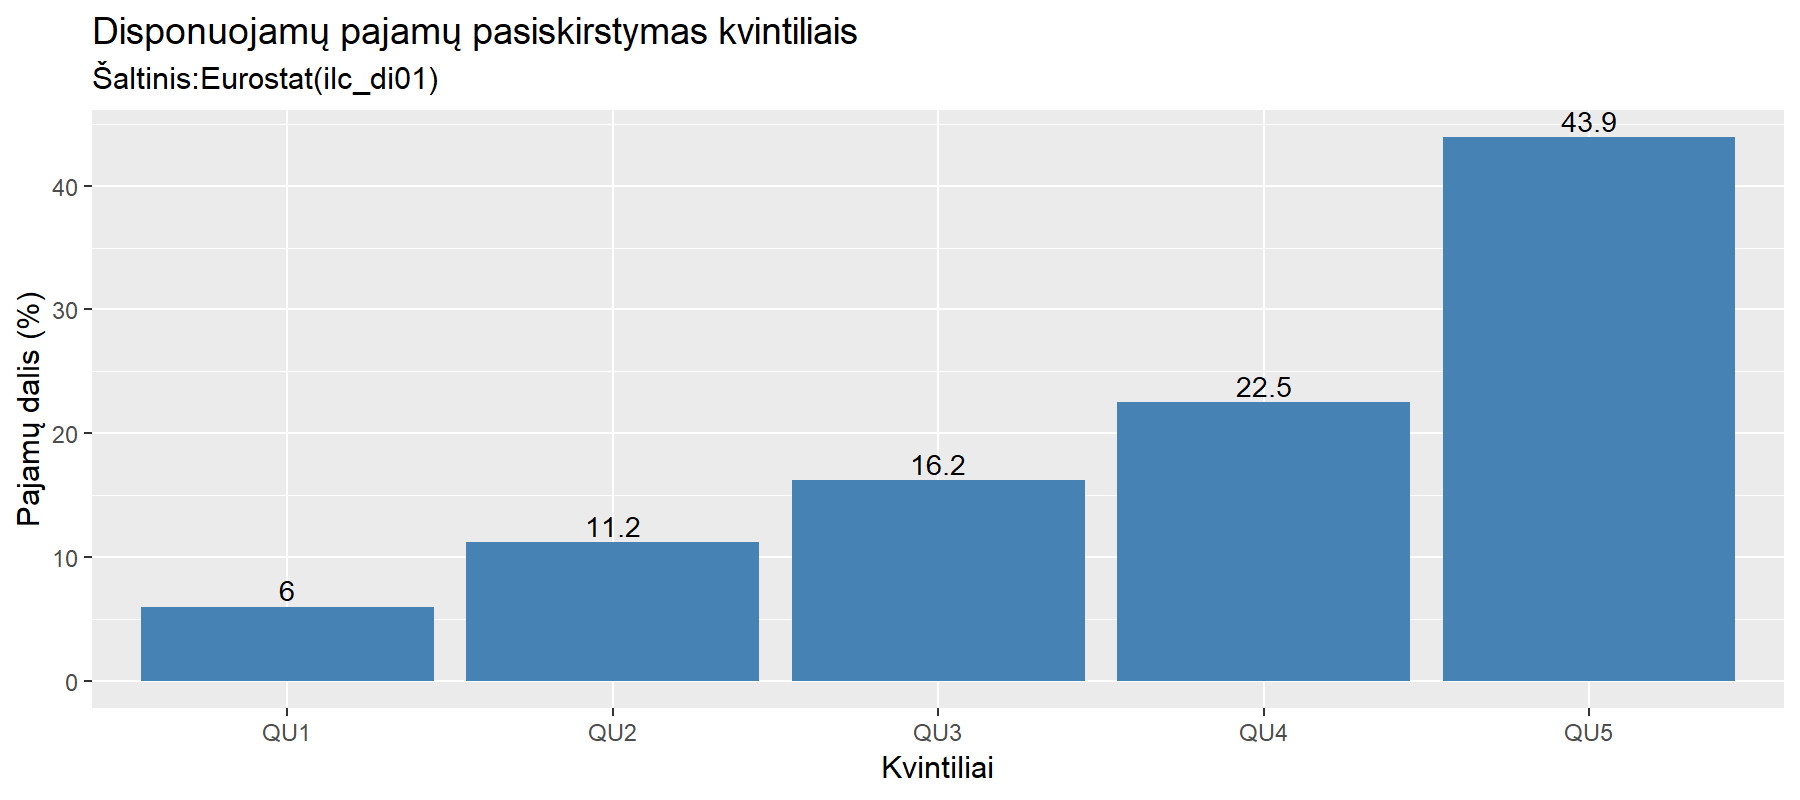 Disponuojamų pajamų pasiskirstymas kvintiliais
Šaltinis:Eurostat(ilc_di01)
Pajamų dalis (%)
40
30
20
10
0
6
11.2
16.2
22.5
43.9
QU1
QU2
QU3
QU4
QU5
Kvintiliai